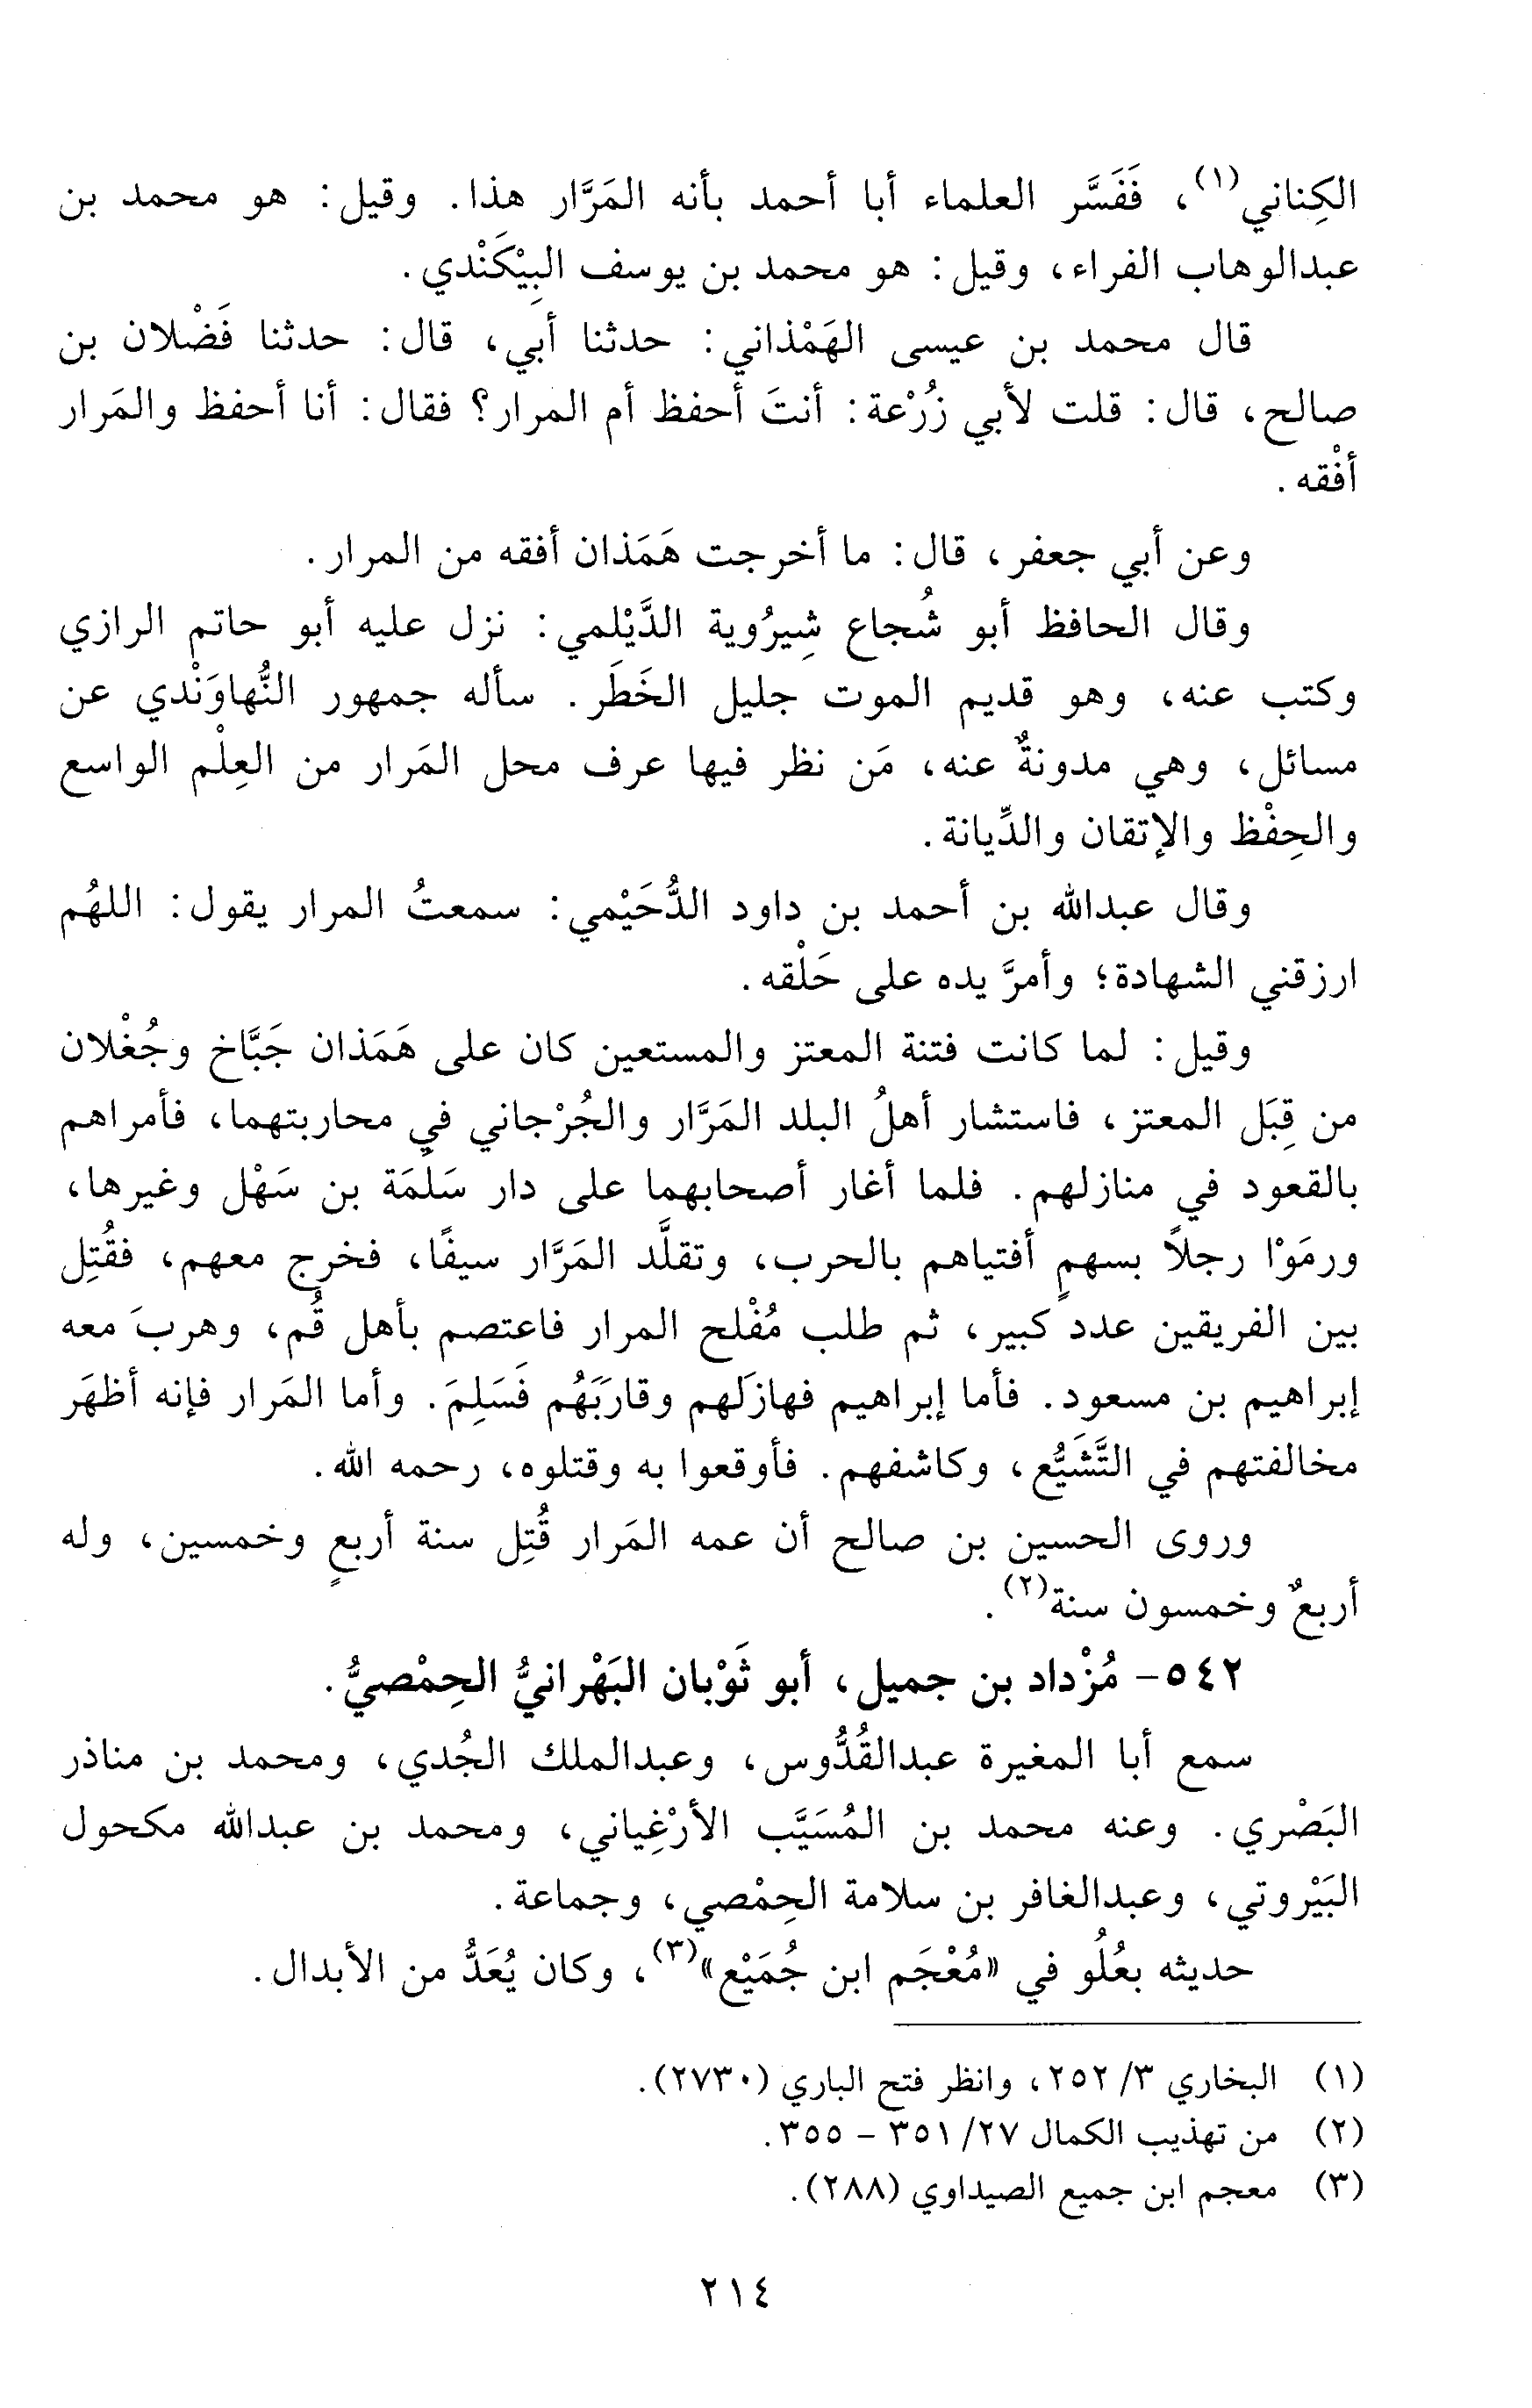 الكِناني(١)، فَفَسَّر العلماء أبا أحمد بأنه المَرَّار هذا. وقيل: هو محمد بن
عبدالوهاب الفراء، وقيل: هو محمد بن يوسف البِيْكَنْدي.
قال محمد بن عيسى الهَمْذاني: حدثنا أبي، قال: حدثنا فَضْلان بن
صالح، قال: قلت لأبي زُرْعة: أنتَ أحفظ أم المرار؟ فقال: أنا أحفظ والمَرار
أفْقه.
وعن أبي جعفر، قال: ما أخرجت هَمَذان أفقه من المرار.
وقال الحافظ أبو شُجاع شِيرُوية الدَّيْلمي: نزل عليه أبو حاتم الرازي
وكتب عنه، وهو قديم الموت جليل الخَطَر. سأله جمهور النُّهاوَنْدي عن
مسائل، وهي مدونةٌ عنه، مَن نظر فيها عرف محل المَرار من العِلْم الواسع
والحِفْظ والإتقان والدِّيانة.
وقال عبدالله بن أحمد بن داود الدُّحَيْمي: سمعتُ المرار يقول: اللهُم
ارزقني الشهادة؛ وأمرَّ يده على حَلْقه.
وقيل: لما كانت فتنة المعتز والمستعين كان على هَمَذان جَبَّاخ وجُغْلان
من قِبَل المعتز، فاستشار أهلُ البلد المَرَّار والجُرْجاني في محاربتهما، فأمراهم
بالقعود في منازلهم. فلما أغار أصحابهما على دار سَلَمَة بن سَهْل وغيرها،
ورمَوْا رجلاً بسهمٍ أفتياهم بالحرب، وتقلَّد المَرَّار سيفًا، فخرج معهم، فقُتِل
بين الفريقين عدد كبير، ثم طلب مُفْلح المرار فاعتصم بأهل قُم، وهربَ معه
إبراهيم بن مسعود. فأما إبراهيم فهازَلهم وقارَبَهُم فَسَلِمَ. وأما المَرار فإنه أظهَر
مخالفتهم في التَّشَيُّع، وكاشفهم. فأوقعوا به وقتلوه، رحمه الله.
وروى الحسين بن صالح أن عمه المَرار قُتِل سنة أربعٍ وخمسين، وله
أربعٌ وخمسون سنة(٢).
٥٤٢- مُزْداد بن جميل، أبو ثَوْبان البَهْرانيُّ الحِمْصيُّ.
سمع أبا المغيرة عبدالقُدُّوس، وعبدالملك الجُدي، ومحمد بن مناذر
البَصْري. وعنه محمد بن المُسَيَّب الأرْغِياني، ومحمد بن عبدالله مكحول
البَيْروتي، وعبدالغافر بن سلامة الحِمْصي، وجماعة.
حديثه بعُلُو في «مُعْجَم ابن جُمَيْع»(٣)، وكان يُعَدُّ من الأبدال.
(١) البخاري ٣/ ٢٥٢، وانظر فتح الباري (٢٧٣٠).
(٢) من تهذيب الكمال ٢٧/ ٣٥١ - ٣٥٥.
(٣) معجم ابن جميع الصيداوي (٢٨٨).
٢١٤